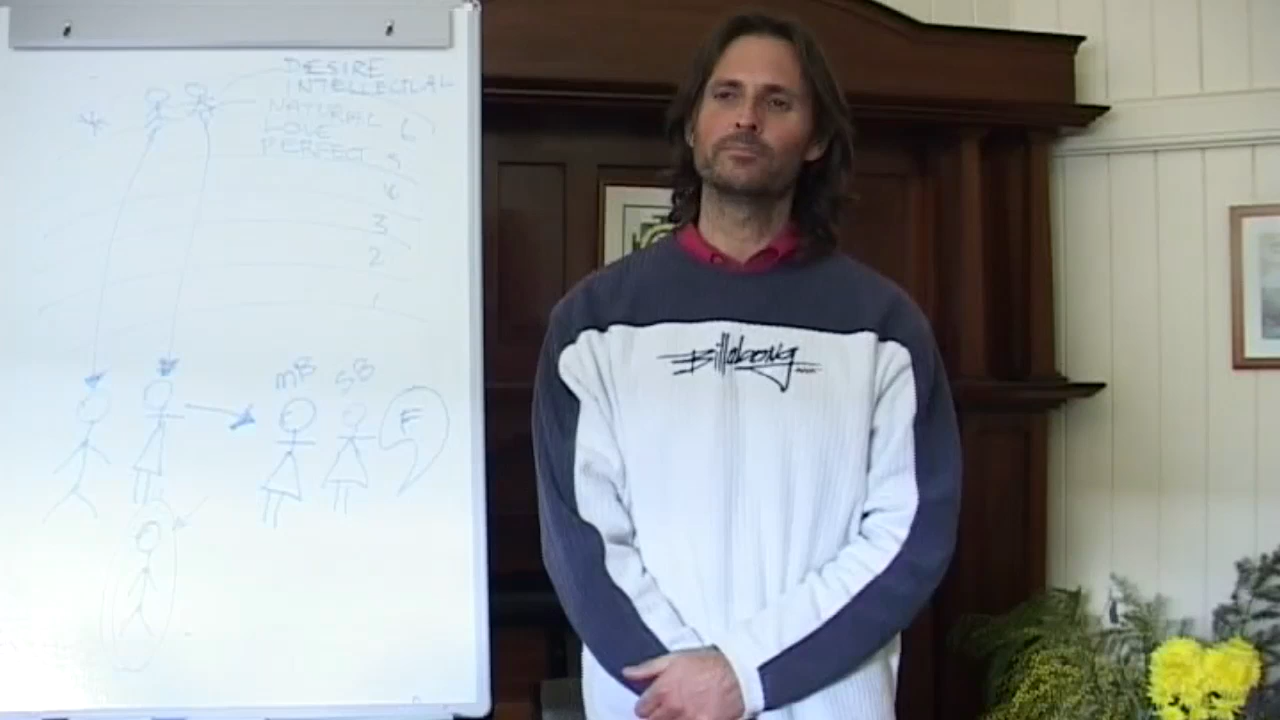 DESIRE
INTELLECTUAL
NATURAL
LOVE
PERFECT
6
5
4
3
2
1
mB
SB
F
Billabong